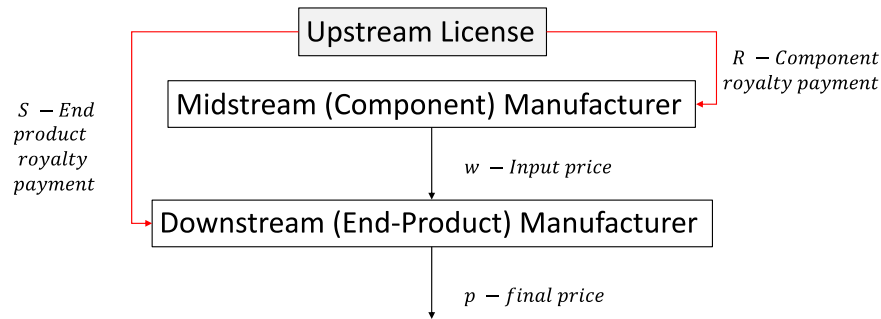 Upstream License
R − Component
royalty payment
Midstream (Component) Manufacturer
S − End
product
royalty
payment
w − Input price
Downstream (End-Product) Manufacturer
p − final price